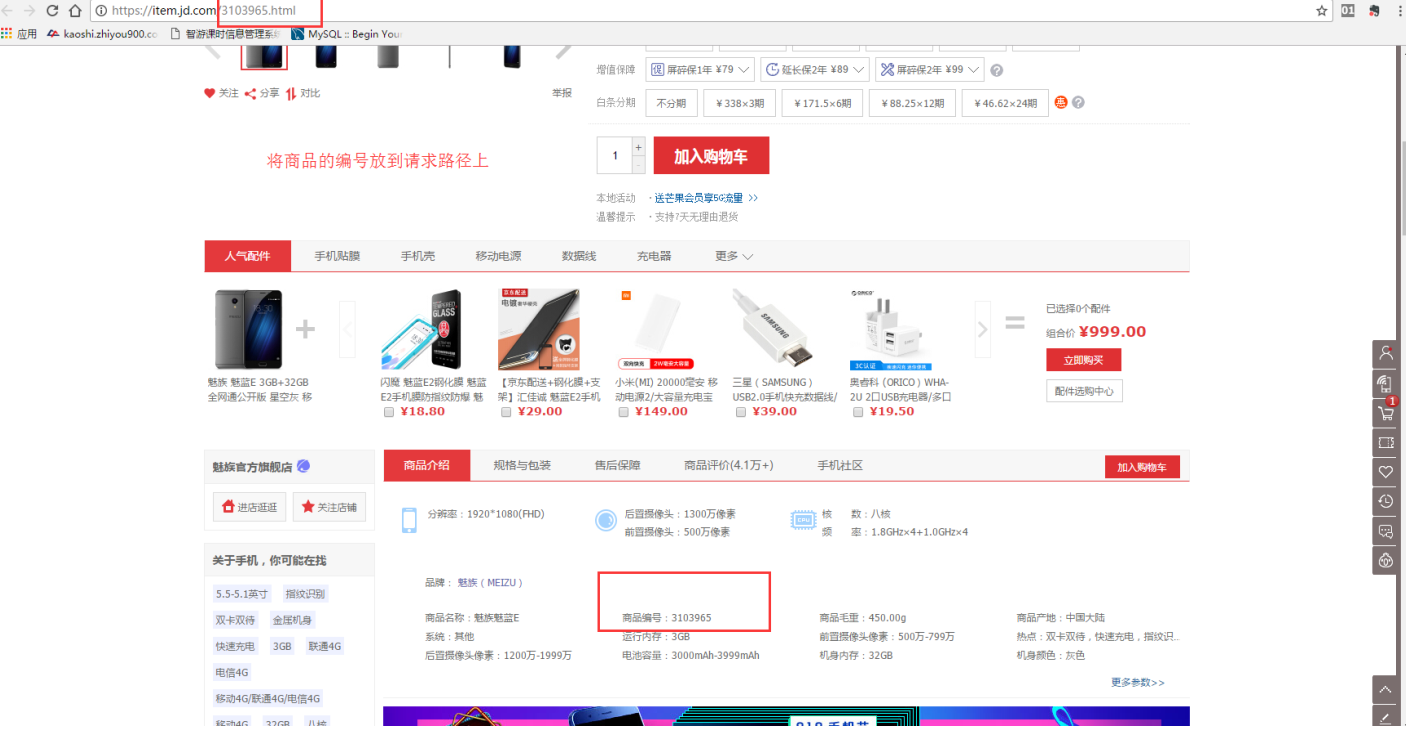 https://item.jd.com/3103965.html
应用 kaoshi.zhiyou900.co 智游课时信息管理系统 MySQL :: Begin You
增值保障 屏碎保1年 ¥79 延长保2年 ¥89 屏碎保2年 ¥99
关注 分享 对比 举报
白条分期 不分期 ¥338×3期 ¥171.5×6期 ¥88.25×12期 ¥46.62×24期 惠
将商品的编号放到请求路径上
1 + - 加入购物车
本地活动 · 送芒果会员享5G流量 >>
温馨提示 · 支持7天无理由退货
人气配件 手机贴膜 手机壳 移动电源 数据线 充电器 更多
魅族 魅蓝E 3GB+32GB
全网通公开版 星空灰 移
闪魔 魅蓝E2钢化膜 魅蓝
E2手机膜防指纹防爆 魅
¥18.80
【京东配送+钢化膜+支
架】汇佳诚 魅蓝E2手机
¥29.00
小米(MI) 20000毫安 移
动电源2/大容量充电宝
¥149.00
三星（SAMSUNG）
USB2.0手机快充数据线/
¥39.00
奥睿科（ORICO）WHA-
2U 2口USB充电器/多口
¥19.50
已选择0个配件
组合价 ¥999.00
立即购买
配件选购中心
1
魅族官方旗舰店
进店逛逛 关注店铺
关于手机，你可能在找
5.5-5.1英寸 指纹识别
双卡双待 金属机身
快速充电 3GB 联通4G
电信4G
移动4G/联通4G/电信4G
移动4G 32GB 八核
商品介绍 规格与包装 售后保障 商品评价(4.1万+) 手机社区 加入购物车
分辨率：1920*1080(FHD)
后置摄像头：1300万像素
前置摄像头：500万像素
CPU
核 数：八核
频 率：1.8GHz×4+1.0GHz×4
品牌： 魅族（MEIZU）
商品名称：魅族魅蓝E 商品编号：3103965 商品毛重：450.00g 商品产地：中国大陆
系统：其他 运行内存：3GB 前置摄像头像素：500万-799万 热点：双卡双待，快速充电，指纹识...
后置摄像头像素：1200万-1999万 电池容量：3000mAh-3999mAh 机身内存：32GB 机身颜色：灰色
更多参数>>